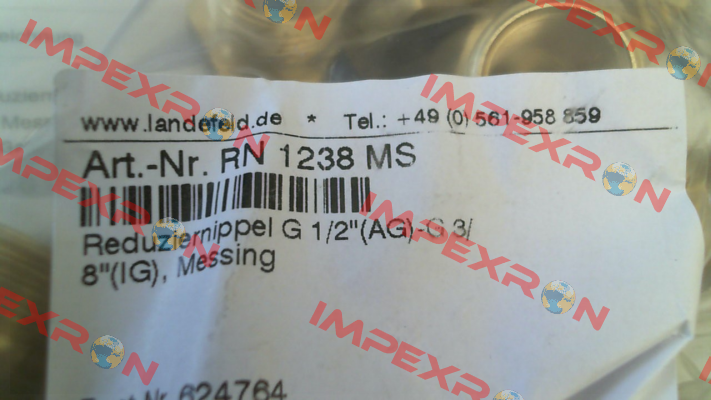 www.landefeld.de * Tel.: +49 (0) 561-958 859
Art.-Nr. RN 1238 MS
Reduziernippel G 1/2"(AG)-G 3/
8"(IG), Messing
624764
IMPEXRON
IMPEXRON
IMPEXRON
IMPEXRON
IMPEXRON
IMPEXRON